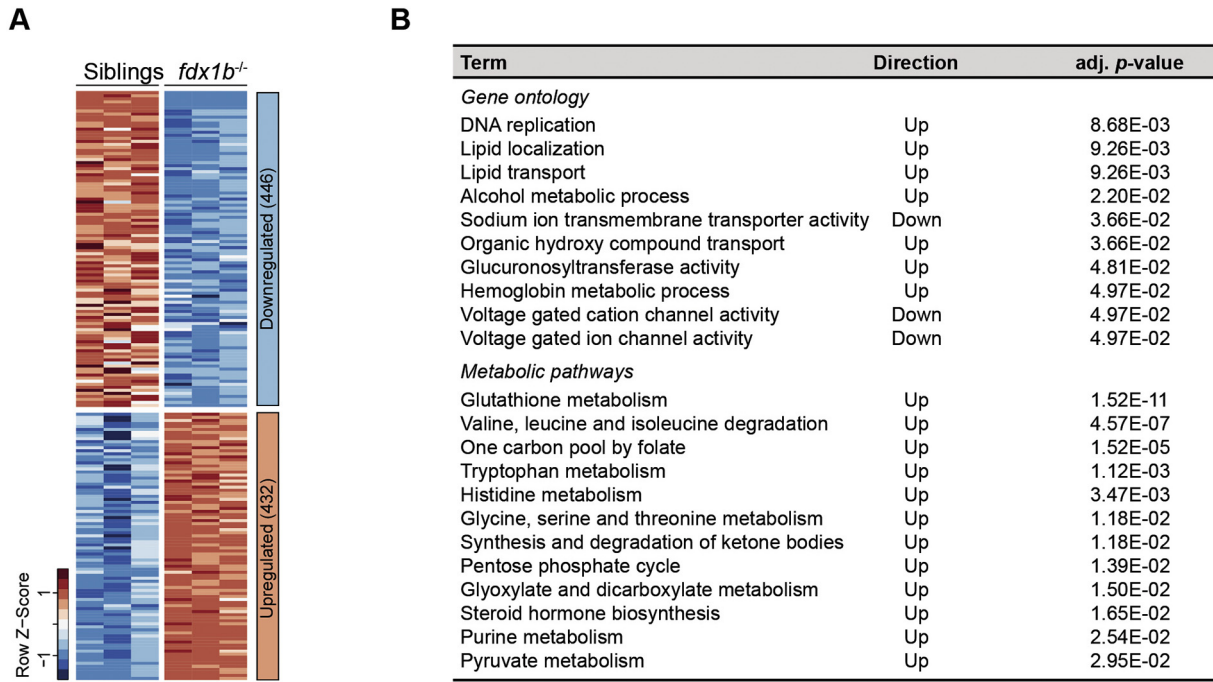 A
Siblings fdx1b-/-
Downregulated (446)
Upregulated (432)
Row Z−Score
−1 1
B
Term Direction adj. p-value
Gene ontology
DNA replication Up 8.68E-03
Lipid localization Up 9.26E-03
Lipid transport Up 9.26E-03
Alcohol metabolic process Up 2.20E-02
Sodium ion transmembrane transporter activity Down 3.66E-02
Organic hydroxy compound transport Up 3.66E-02
Glucuronosyltransferase activity Up 4.81E-02
Hemoglobin metabolic process Up 4.97E-02
Voltage gated cation channel activity Down 4.97E-02
Voltage gated ion channel activity Down 4.97E-02
Metabolic pathways
Glutathione metabolism Up 1.52E-11
Valine, leucine and isoleucine degradation Up 4.57E-07
One carbon pool by folate Up 1.52E-05
Tryptophan metabolism Up 1.12E-03
Histidine metabolism Up 3.47E-03
Glycine, serine and threonine metabolism Up 1.18E-02
Synthesis and degradation of ketone bodies Up 1.18E-02
Pentose phosphate cycle Up 1.39E-02
Glyoxylate and dicarboxylate metabolism Up 1.50E-02
Steroid hormone biosynthesis Up 1.65E-02
Purine metabolism Up 2.54E-02
Pyruvate metabolism Up 2.95E-02